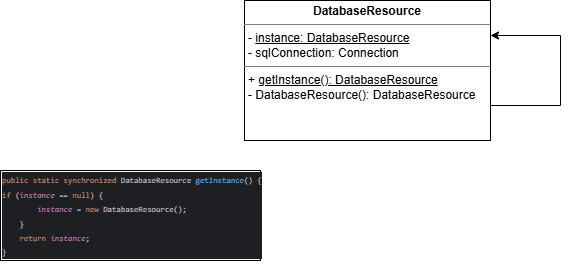 DatabaseResource
- instance: DatabaseResource
- sqlConnection: Connection
+ getInstance(): DatabaseResource
- DatabaseResource(): DatabaseResource
public static synchronized DatabaseResource getInstance() {
if (instance == null) {
instance = new DatabaseResource();
}
return instance;
}